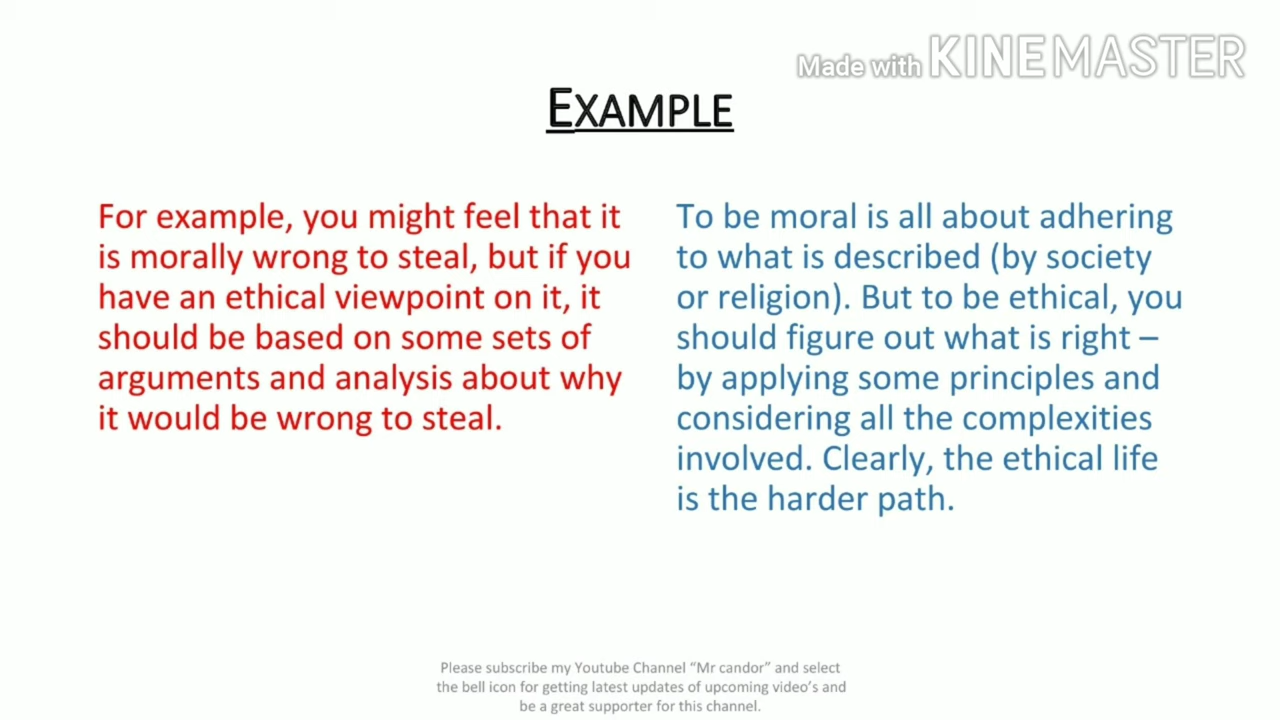 Made with KINEMASTER
EXAMPLE
For example, you might feel that it
is morally wrong to steal, but if you
have an ethical viewpoint on it, it
should be based on some sets of
arguments and analysis about why
it would be wrong to steal.
To be moral is all about adhering
to what is described (by society
or religion). But to be ethical, you
should figure out what is right –
by applying some principles and
considering all the complexities
involved. Clearly, the ethical life
is the harder path.
Please subscribe my Youtube Channel “Mr candor” and select
the bell icon for getting latest updates of upcoming video’s and
be a great supporter for this channel.